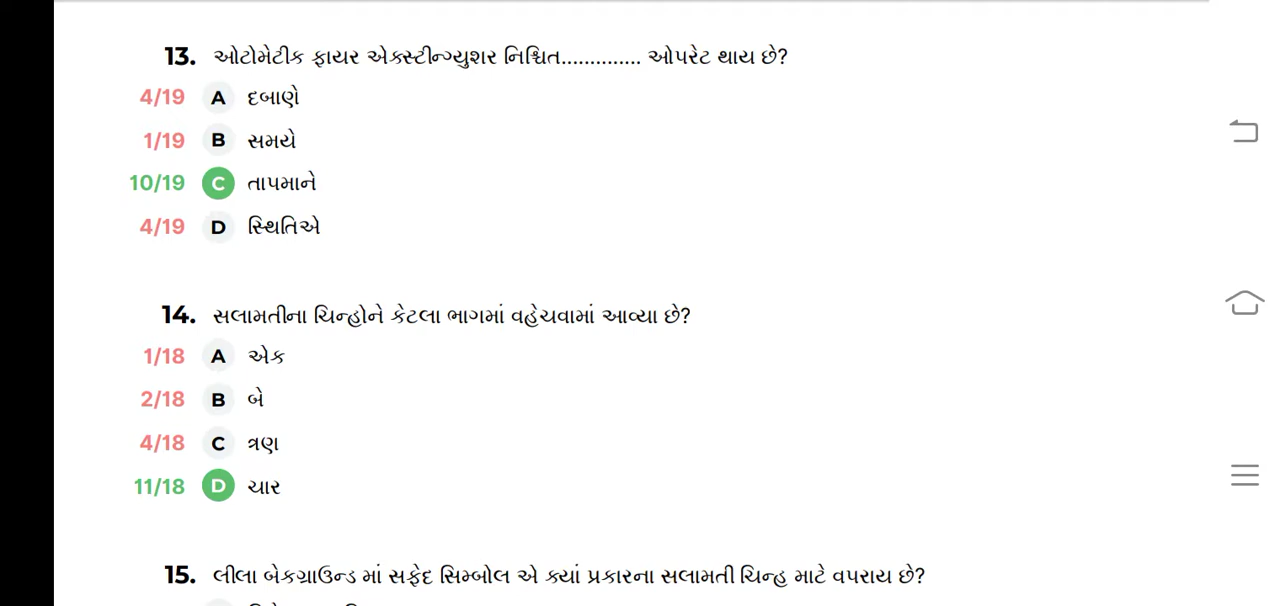 13. ઓટોમેટીક ફાયર એક્સ્ટીન્ગ્યુશર નિશ્ચિત.............. ઓપરેટ થાય છે?
4/19 A દબાણે
1/19 B સમયે
10/19 C તાપમાને
4/19 D સ્થિતિએ
14. સલામતીના ચિન્હોને કેટલા ભાગમાં વહેચવામાં આવ્યા છે?
1/18 A એક
2/18 B બે
4/18 C ત્રણ
11/18 D ચાર
15. લીલા બેકગ્રાઉન્ડ માં સફેદ સિમ્બોલ એ ક્યાં પ્રકારના સલામતી ચિન્હ માટે વપરાય છે?